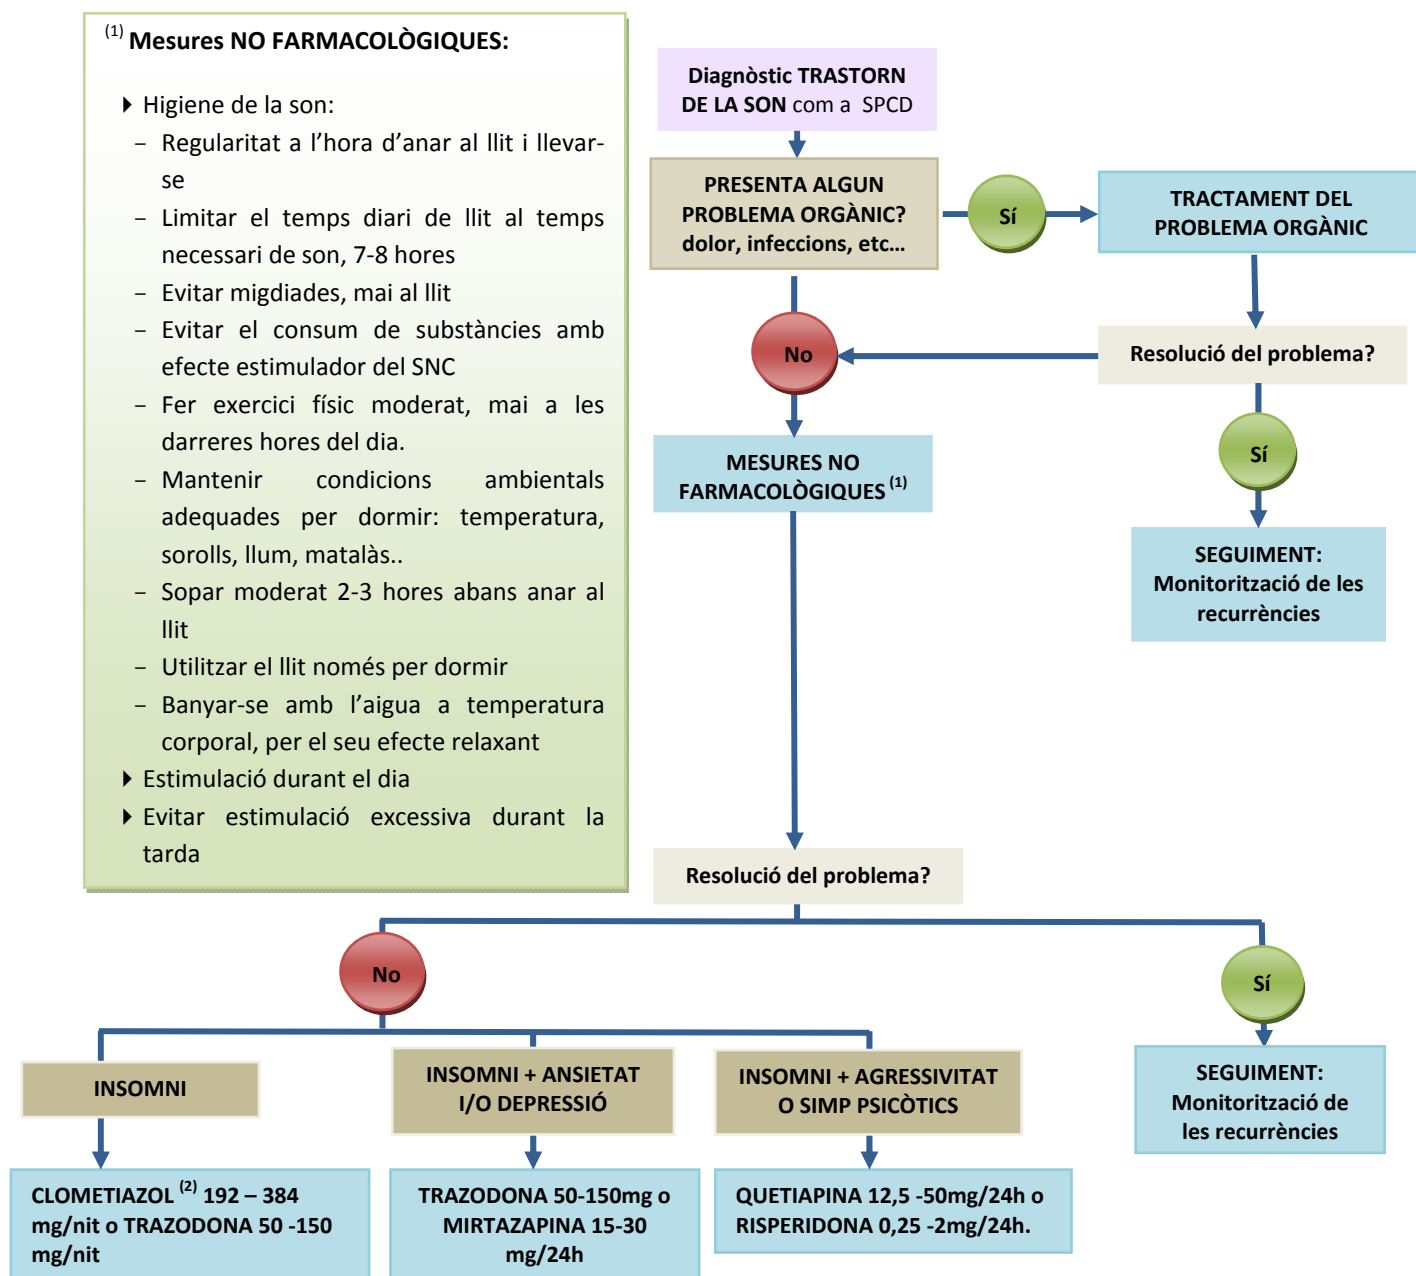 (1) Mesures NO FARMACOLÒGIQUES:
Higiene de la son:
– Regularitat a l’hora d’anar al llit i llevar-
se
– Limitar el temps diari de llit al temps
necessari de son, 7-8 hores
– Evitar migdiades, mai al llit
– Evitar el consum de substàncies amb
efecte estimulador del SNC
– Fer exercici físic moderat, mai a les
darreres hores del dia.
– Mantenir condicions ambientals
adequades per dormir: temperatura,
sorolls, llum, matalàs..
– Sopar moderat 2-3 hores abans anar al
llit
– Utilitzar el llit només per dormir
– Banyar-se amb l’aigua a temperatura
corporal, per el seu efecte relaxant
Estimulació durant el dia
Evitar estimulació excessiva durant la
tarda
Diagnòstic TRASTORN
DE LA SON com a SPCD
PRESENTA ALGUN
PROBLEMA ORGÀNIC?
dolor, infeccions, etc...
Sí
TRACTAMENT DEL
PROBLEMA ORGÀNIC
No
Resolució del problema?
Sí
MESURES NO
FARMACOLÒGIQUES (1)
SEGUIMENT:
Monitorització de les
recurrències
Resolució del problema?
No
Sí
INSOMNI
INSOMNI + ANSIETAT
I/O DEPRESSIÓ
INSOMNI + AGRESSIVITAT
O SIMP PSICÒTICS
SEGUIMENT:
Monitorització de
les recurrències
CLOMETIAZOL (2) 192 – 384
mg/nit o TRAZODONA 50 -150
mg/nit
TRAZODONA 50-150mg o
MIRTAZAPINA 15-30
mg/24h
QUETIAPINA 12,5 -50mg/24h o
RISPERIDONA 0,25 -2mg/24h.